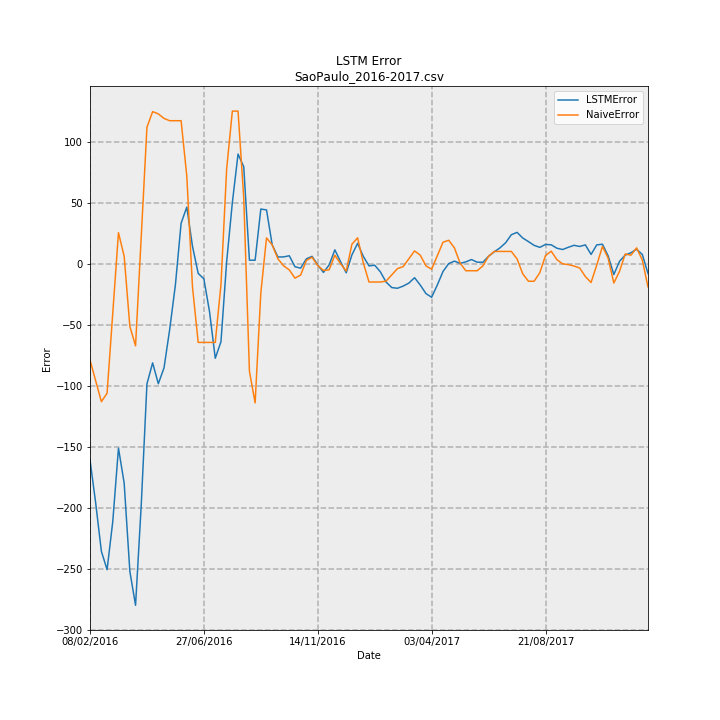 LSTM Error
SaoPaulo_2016-2017.csv
LSTMError
NaiveError
100
50
0
−50
−100
−150
−200
−250
−300
Error
08/02/2016
27/06/2016
14/11/2016
03/04/2017
21/08/2017
Date